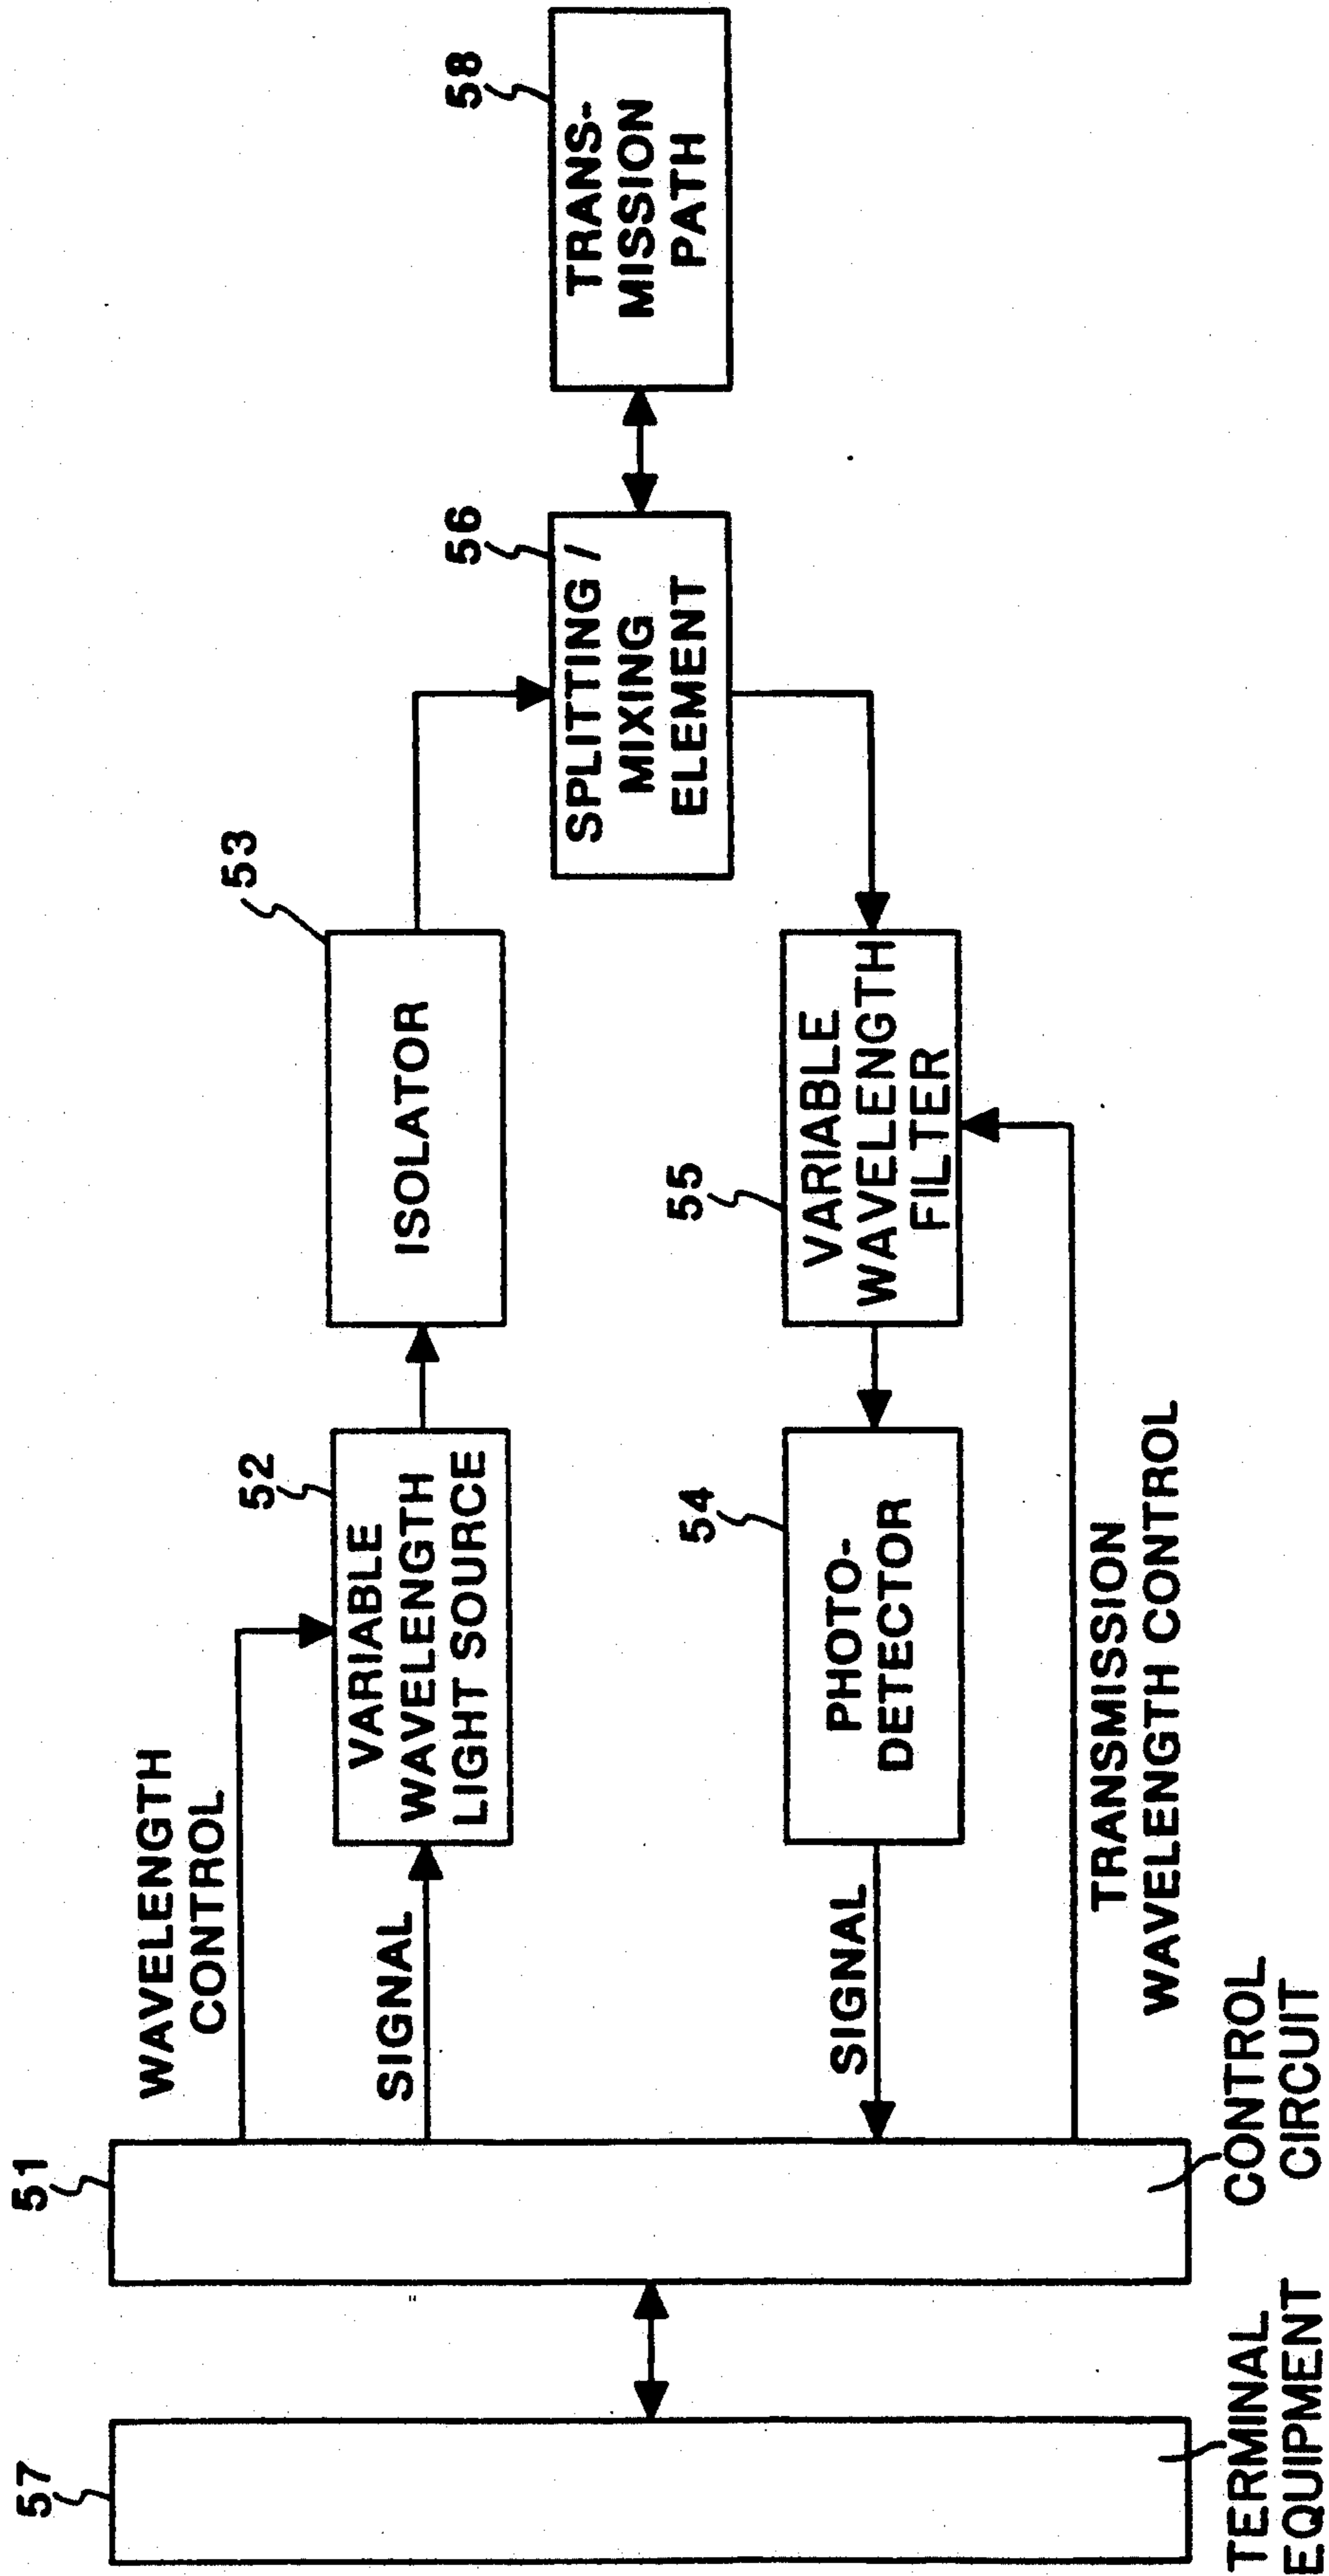 57
TERMINAL
EQUIPMENT
51
CONTROL
CIRCUIT
WAVELENGTH
CONTROL
SIGNAL
52
VARIABLE
WAVELENGTH
LIGHT SOURCE
53
ISOLATOR
SIGNAL
54
PHOTO-
DETECTOR
55
VARIABLE
WAVELENGTH
FILTER
TRANSMISSION
WAVELENGTH CONTROL
56
SPLITTING /
MIXING
ELEMENT
58
TRANS-
MISSION
PATH